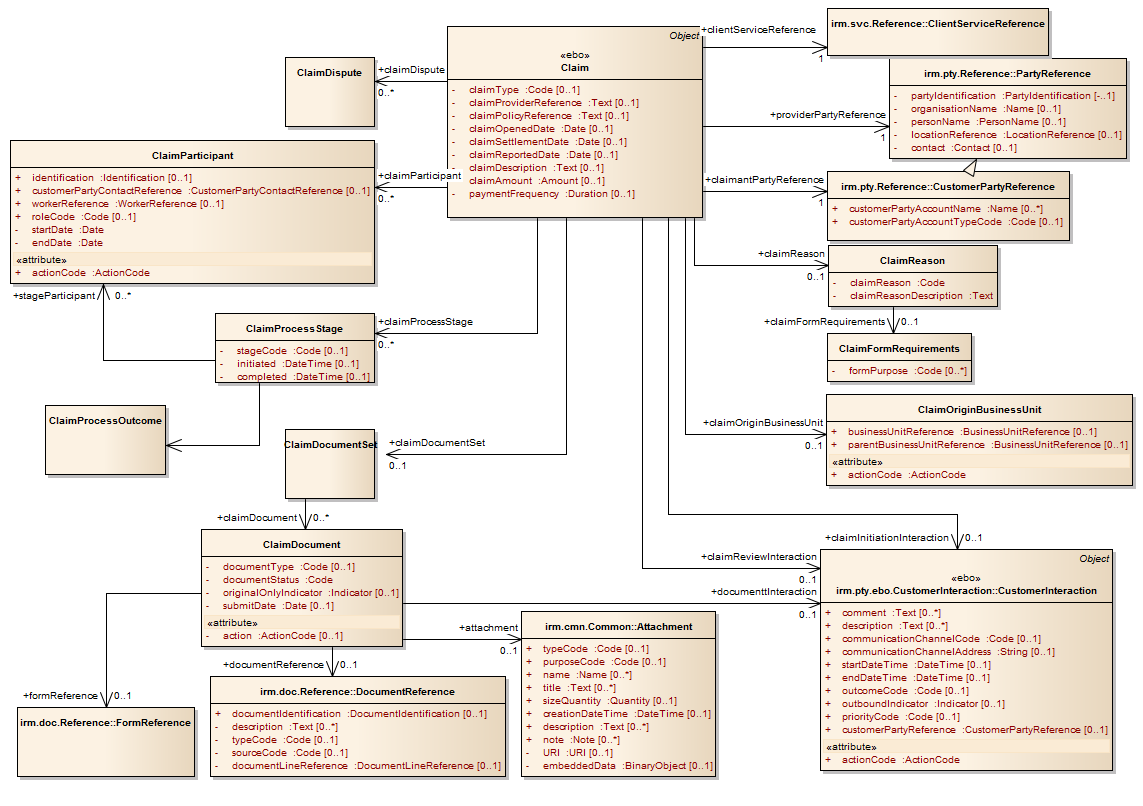 Object
«ebo»
Claim
- claimType :Code [0..1]
- claimProviderReference :Text [0..1]
- claimPolicyReference :Text [0..1]
- claimOpenedDate :Date [0..1]
- claimSettlementDate :Date [0..1]
- claimReportedDate :Date [0..1]
- claimDescription :Text [0..1]
- claimAmount :Amount [0..1]
- paymentFrequency :Duration [0..1]
+clientServiceReference
1
irm.svc.Reference::ClientServiceReference
irm.pty.Reference::PartyReference
- partyIdentification :PartyIdentification [-..1]
- organisationName :Name [0..1]
- personName :PersonName [0..1]
- locationReference :LocationReference [0..1]
- contact :Contact [0..1]
+providerPartyReference
1
+claimantPartyReference
1
irm.pty.Reference::CustomerPartyReference
+ customerPartyAccountName :Name [0..*]
+ customerPartyAccountTypeCode :Code [0..1]
ClaimDispute
+claimDispute
0..*
ClaimParticipant
+ identification :Identification [0..1]
+ customerPartyContactReference :CustomerPartyContactReference [0..1]
+ workerReference :WorkerReference [0..1]
+ roleCode :Code [0..1]
- startDate :Date
- endDate :Date
«attribute»
+ actionCode :ActionCode
+claimParticipant
0..*
+stageParticipant
0..*
+claimReason
0..1
ClaimReason
- claimReason :Code
- claimReasonDescription :Text
+claimFormRequirements
0..1
ClaimFormRequirements
- formPurpose :Code [0..*]
ClaimProcessStage
- stageCode :Code [0..1]
- initiated :DateTime [0..1]
- completed :DateTime [0..1]
+claimProcessStage
0..*
ClaimProcessOutcome
ClaimDocumentSet
+claimDocumentSet
0..1
+claimOriginBusinessUnit
0..1
ClaimOriginBusinessUnit
+ businessUnitReference :BusinessUnitReference [0..1]
+ parentBusinessUnitReference :BusinessUnitReference [0..1]
«attribute»
+ actionCode :ActionCode
+claimDocument
0..*
ClaimDocument
- documentType :Code [0..1]
- documentStatus :Code
- originalOnlyIndicator :Indicator [0..1]
- submitDate :Date [0..1]
«attribute»
- action :ActionCode [0..1]
+claimInitiationInteraction
0..1
+claimReviewInteraction
0..1
+documentInteraction
0..1
Object
«ebo»
irm.pty.ebo.CustomerInteraction::CustomerInteraction
+ comment :Text [0..*]
+ description :Text [0..*]
+ communicationChannelCode :Code [0..1]
+ communicationChannelAddress :String [0..1]
+ startDateTime :DateTime [0..1]
+ endDateTime :DateTime [0..1]
+ outcomeCode :Code [0..1]
+ outboundIndicator :Indicator [0..1]
+ priorityCode :Code [0..1]
+ customerPartyReference :CustomerPartyReference [0..1]
«attribute»
+ actionCode :ActionCode
+attachment
0..1
irm.cmn.Common::Attachment
+ typeCode :Code [0..1]
+ purposeCode :Code [0..1]
+ name :Name [0..*]
+ title :Text [0..*]
+ sizeQuantity :Quantity [0..1]
+ creationDateTime :DateTime [0..1]
+ description :Text [0..*]
+ note :Note [0..*]
- URI :URI [0..1]
- embeddedData :BinaryObject [0..1]
+documentReference
0..1
irm.doc.Reference::DocumentReference
+ documentIdentification :DocumentIdentification [0..1]
- description :Text [0..*]
- typeCode :Code [0..1]
- sourceCode :Code [0..1]
- documentLineReference :DocumentLineReference [0..1]
+formReference
0..1
irm.doc.Reference::FormReference